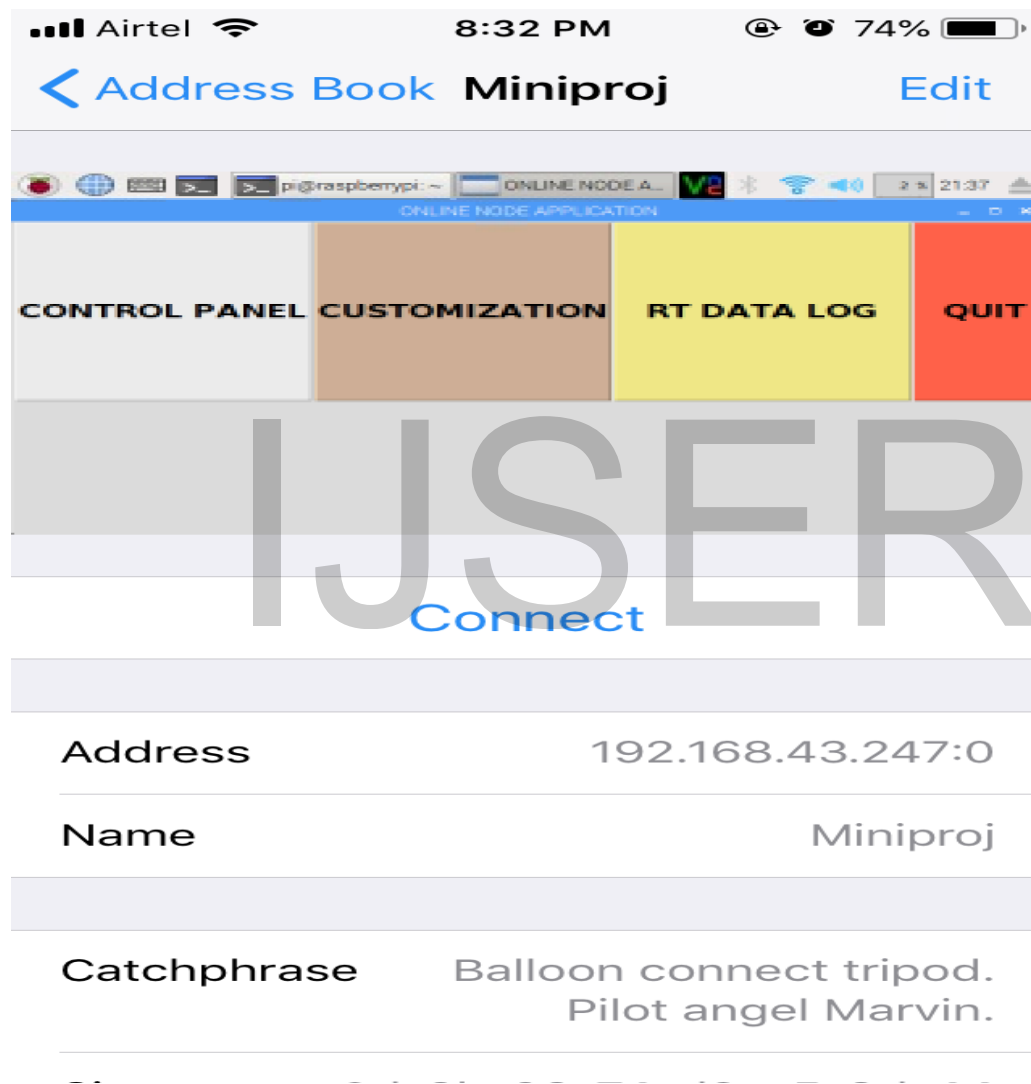 Airtel 8:32 PM 74%
Address Book Miniproj Edit
pi@raspberrypi: ~ ONLINE NODE A... V2 2 % 21:37
ONLINE NODE APPLICATION
CONTROL PANEL CUSTOMIZATION RT DATA LOG QUIT
IJSER
Connect
Address 192.168.43.247:0
Name Miniproj
Catchphrase Balloon connect tripod.
Pilot angel Marvin.